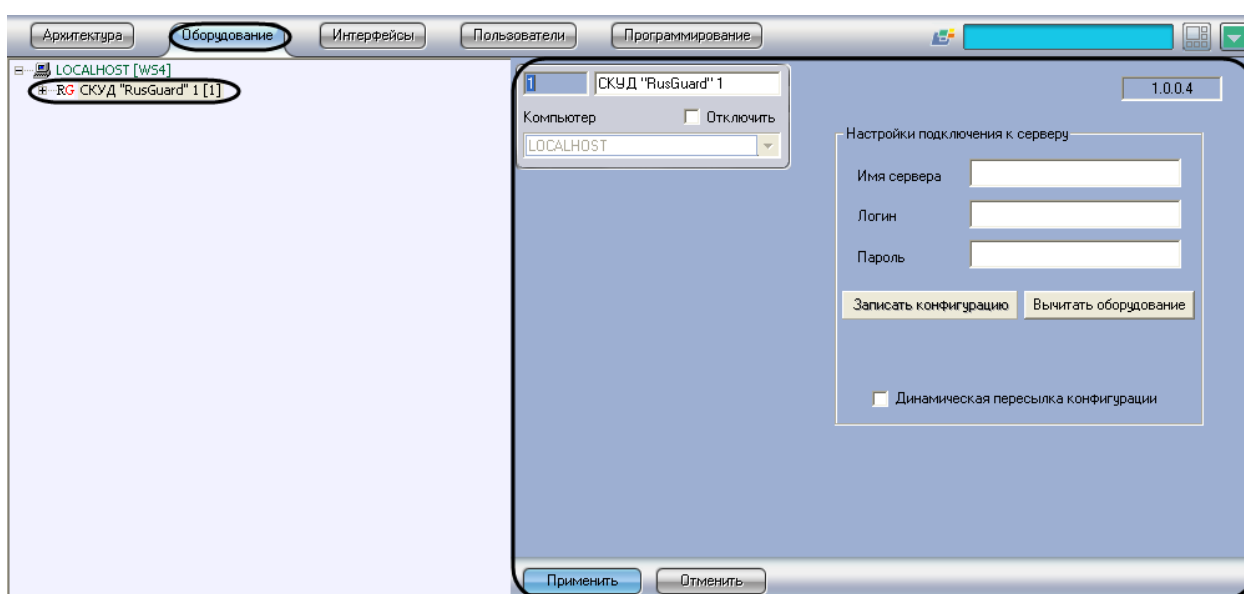 Архитектура Оборудование Интерфейсы Пользователи Программирование
LOCALHOST [WS4]
RG СКУД "RusGuard" 1 [1]
1 СКУД "RusGuard" 1
1.0.0.4
Компьютер Отключить
LOCALHOST
Настройки подключения к серверу
Имя сервера
Логин
Пароль
Записать конфигурацию Вычитать оборудование
Динамическая пересылка конфигурации
Применить Отменить